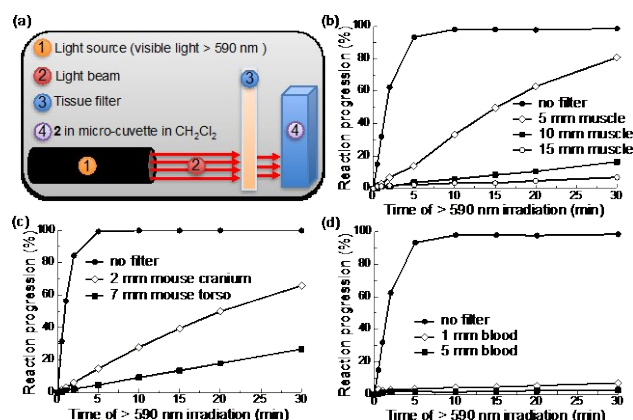 (a)
1 Light source (visible light > 590 nm )
2 Light beam
3 Tissue filter
4 2 in micro-cuvette in CH2Cl2
1
2
3
4
(b)
Reaction progression (%)
100
80
60
40
20
0
no filter
5 mm muscle
10 mm muscle
15 mm muscle
0 5 10 15 20 25 30
Time of > 590 nm irradiation (min)
(c)
Reaction progression (%)
100
80
60
40
20
0
no filter
2 mm mouse cranium
7 mm mouse torso
0 5 10 15 20 25 30
Time of > 590 nm irradiation (min)
(d)
Reaction progression (%)
100
80
60
40
20
0
no filter
1 mm blood
5 mm blood
0 5 10 15 20 25 30
Time of > 590 nm irradiation (min)